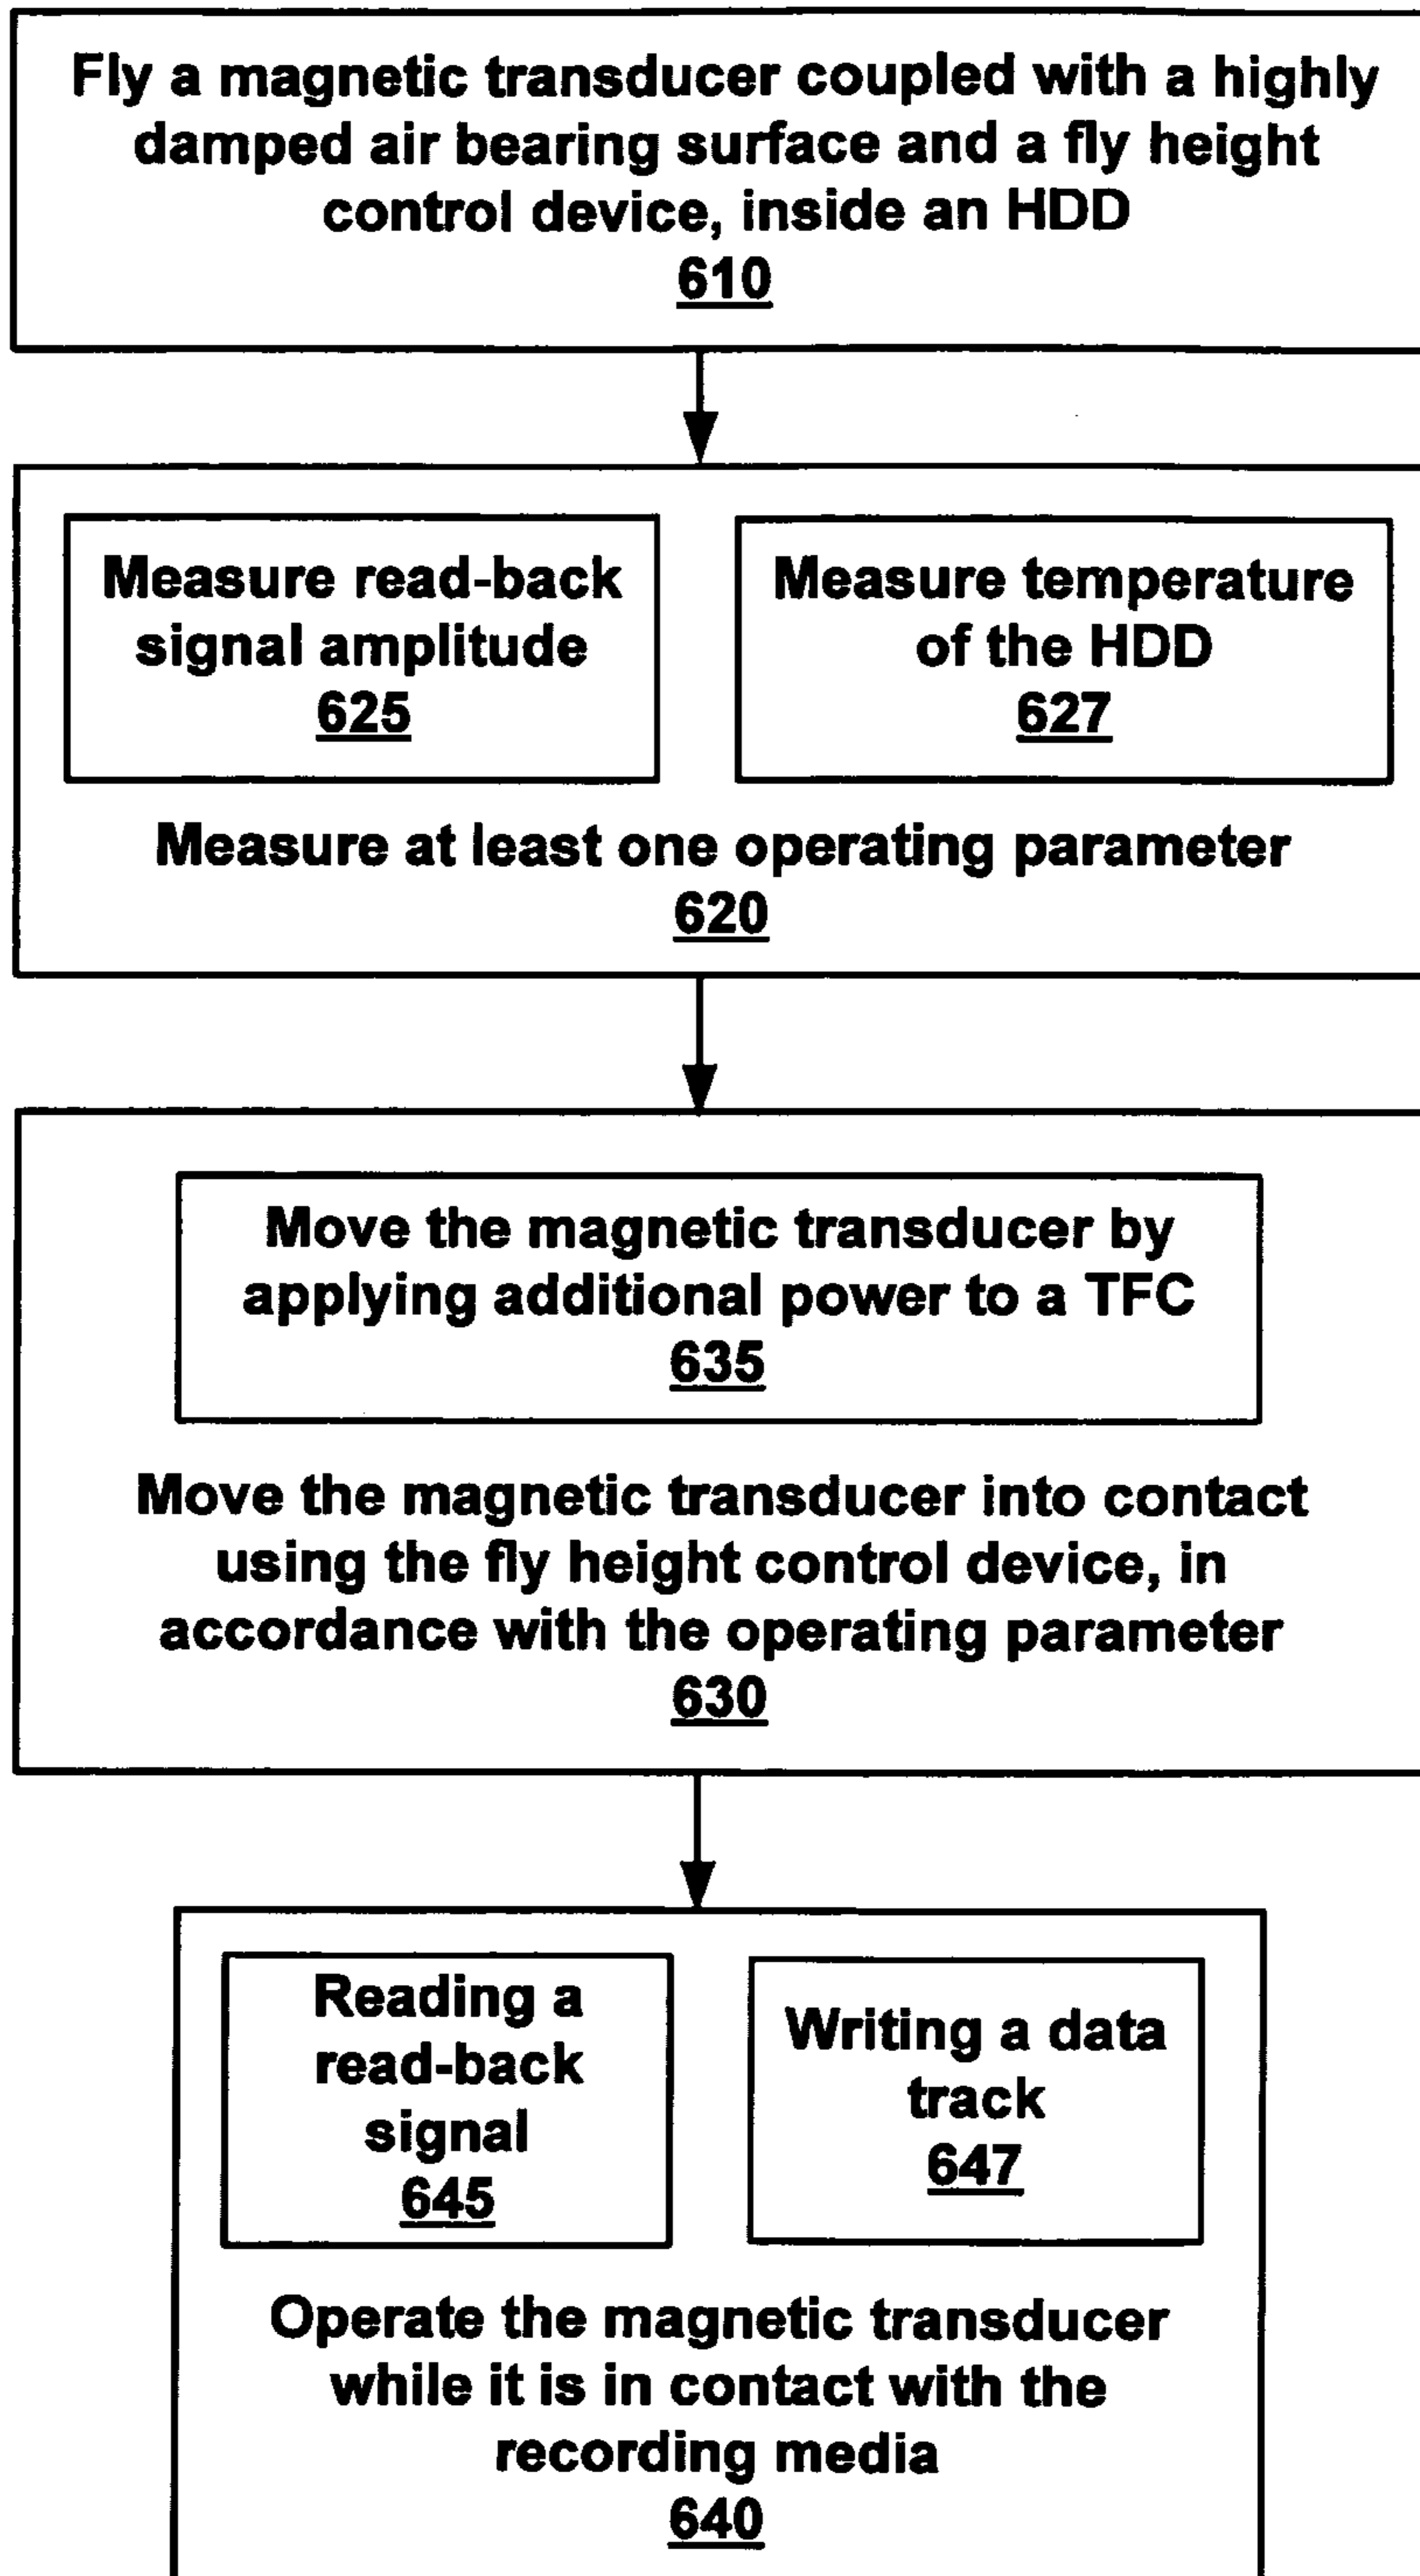 Fly a magnetic transducer coupled with a highly
damped air bearing surface and a fly height
control device, inside an HDD
610
Measure read-back
signal amplitude
625
Measure temperature
of the HDD
627
Measure at least one operating parameter
620
Move the magnetic transducer by
applying additional power to a TFC
635
Move the magnetic transducer into contact
using the fly height control device, in
accordance with the operating parameter
630
Reading a
read-back
signal
645
Writing a data
track
647
Operate the magnetic transducer
while it is in contact with the
recording media
640